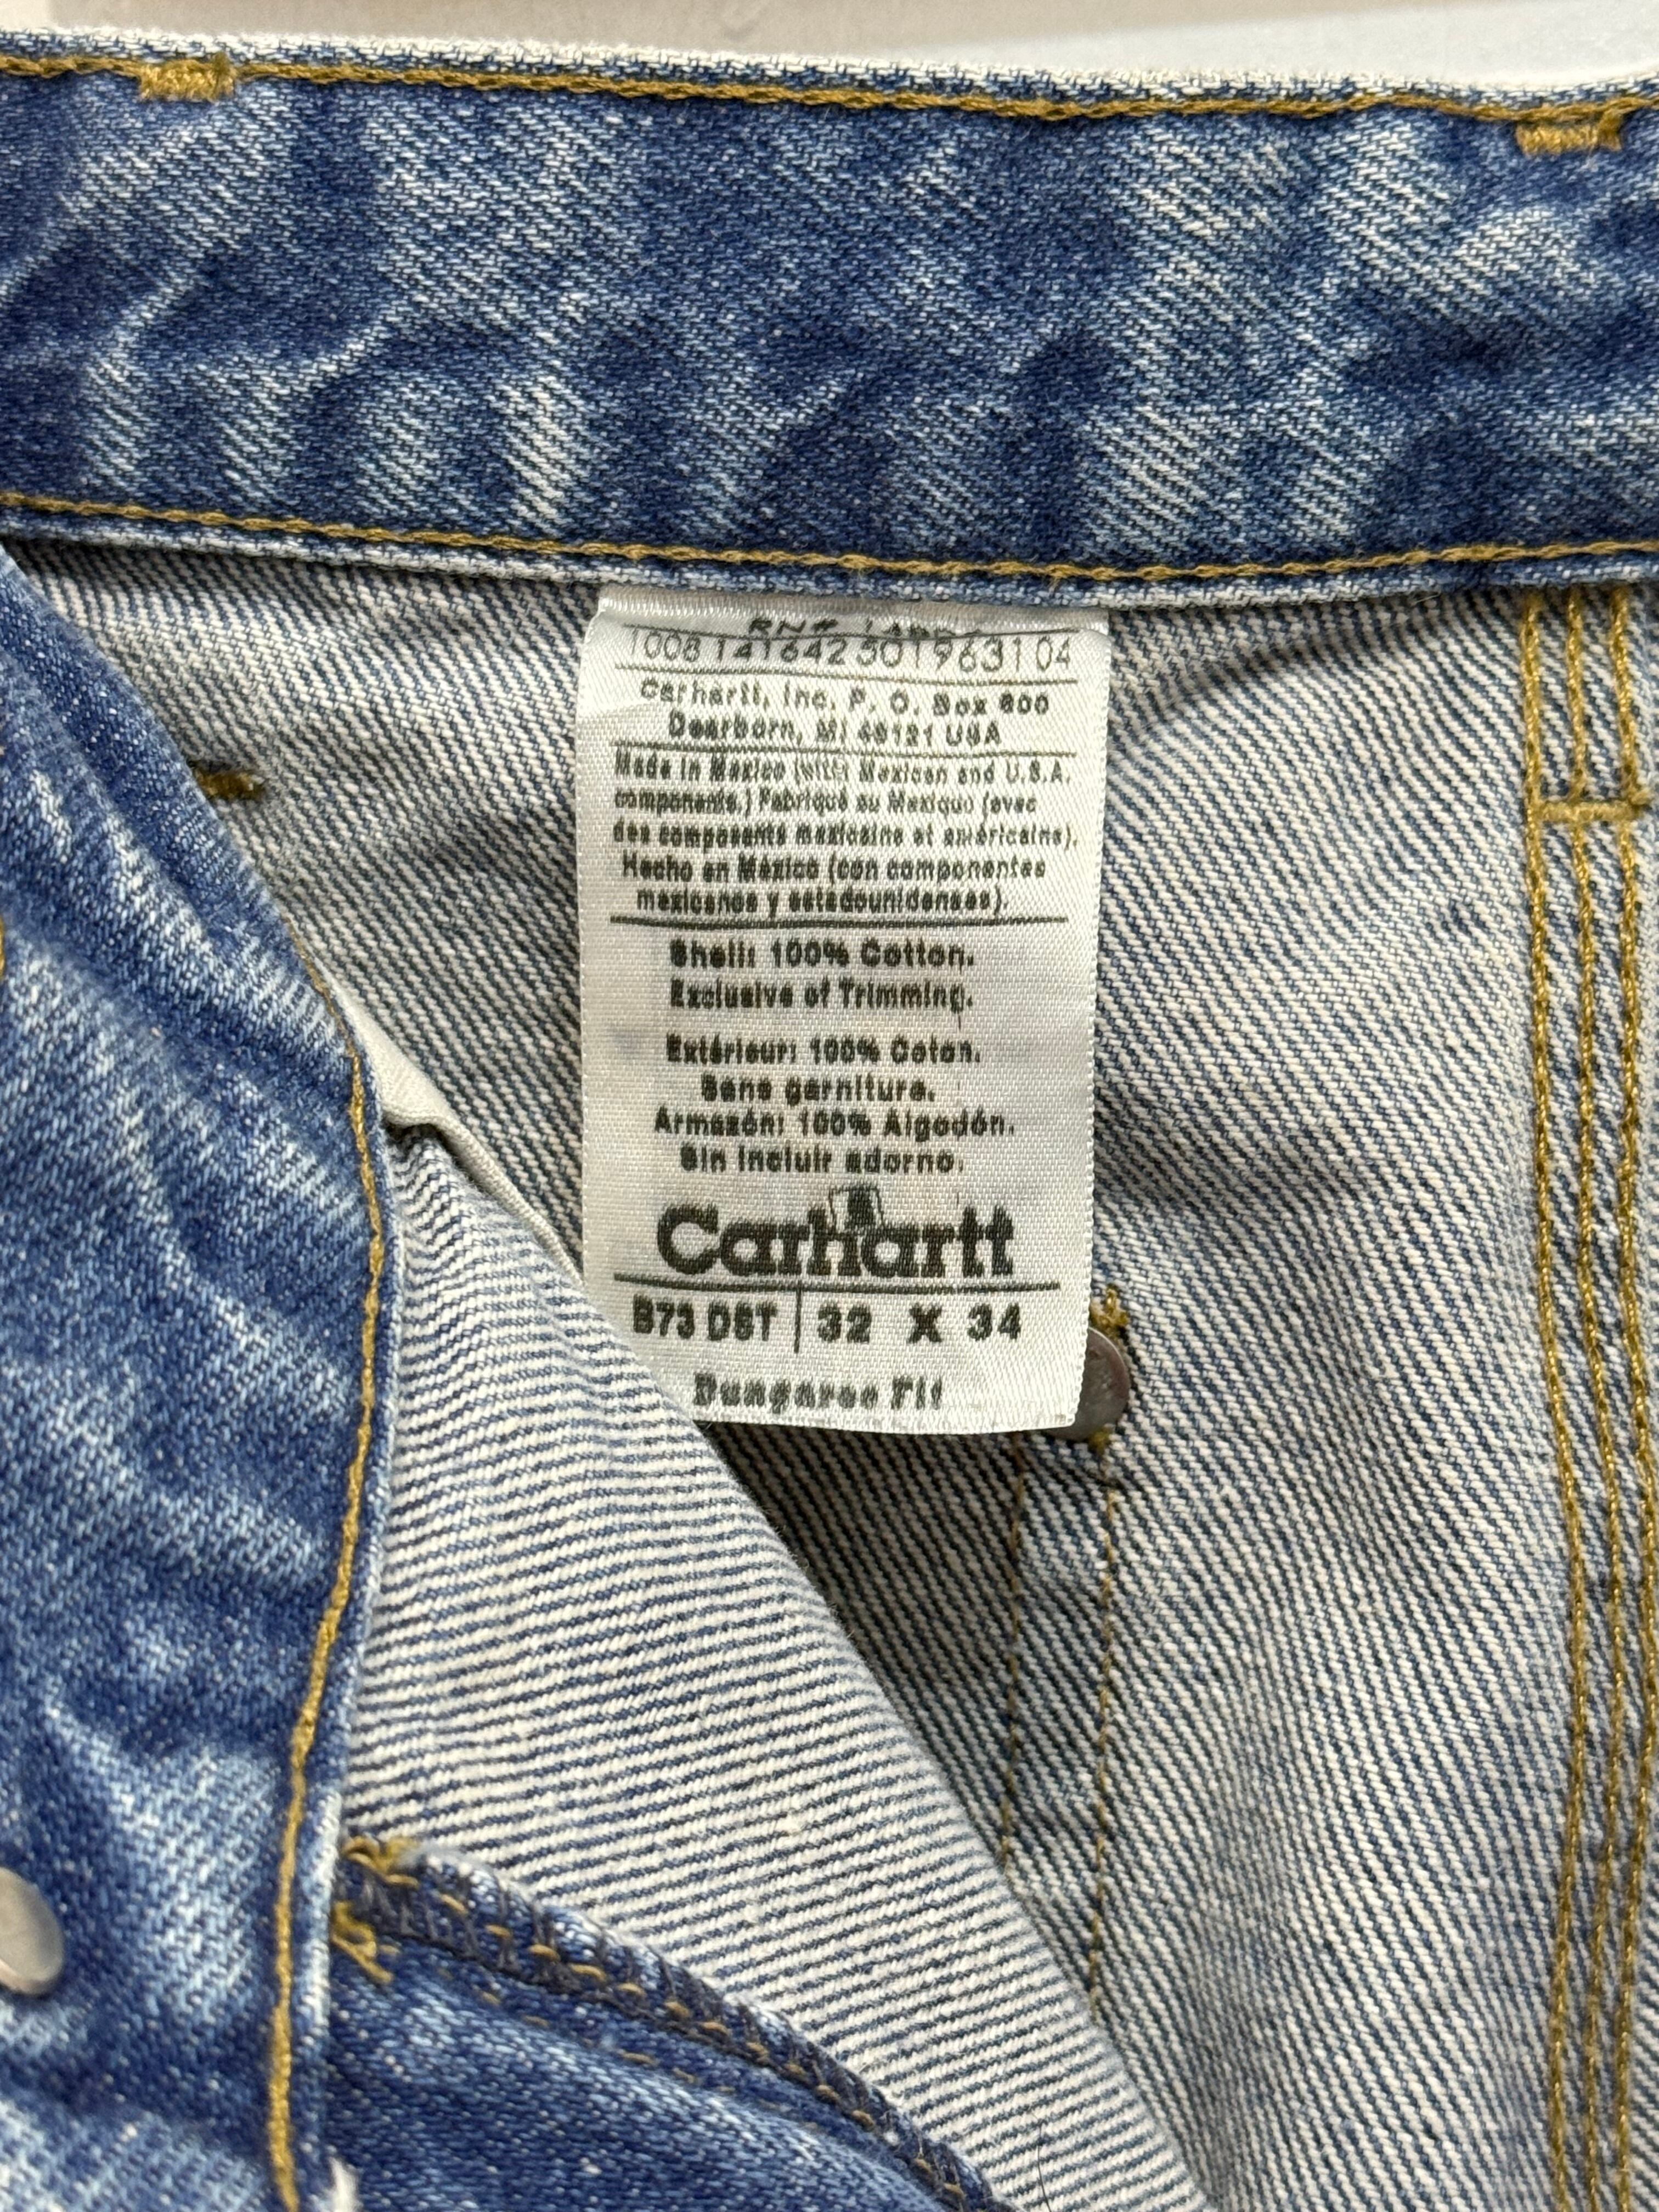 RN# 14806
1008 141642 501963104
Carhartt, Inc. P. O. Box 600
Dearborn, MI 48121 USA
Made in Mexico (with Mexican and U.S.A.
components.) Fabriqué au Mexique (avec
des composants mexicains et américains).
Hecho en México (con componentes
mexicanos y estadounidenses).
Shell: 100% Cotton.
Exclusive of Trimming.
Extérieur: 100% Coton.
Sans garniture.
Armazón: 100% Algodón.
Sin incluir adorno.
Carhartt
B73 DST 32 X 34
Dungaree Fit